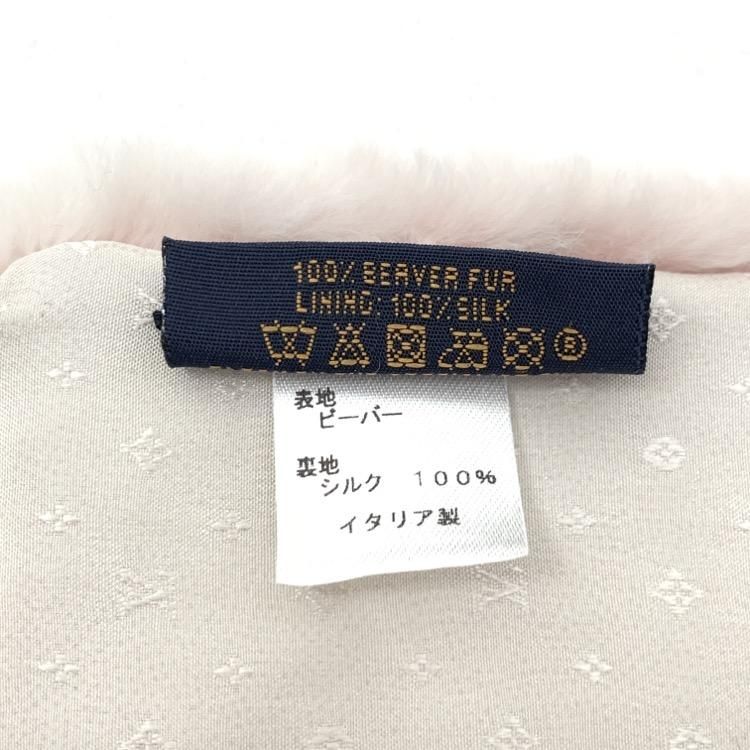 100% BEAVER FUR
LINING: 100% SILK
表地
ビーバー
裏地
シルク 100%
イタリア製